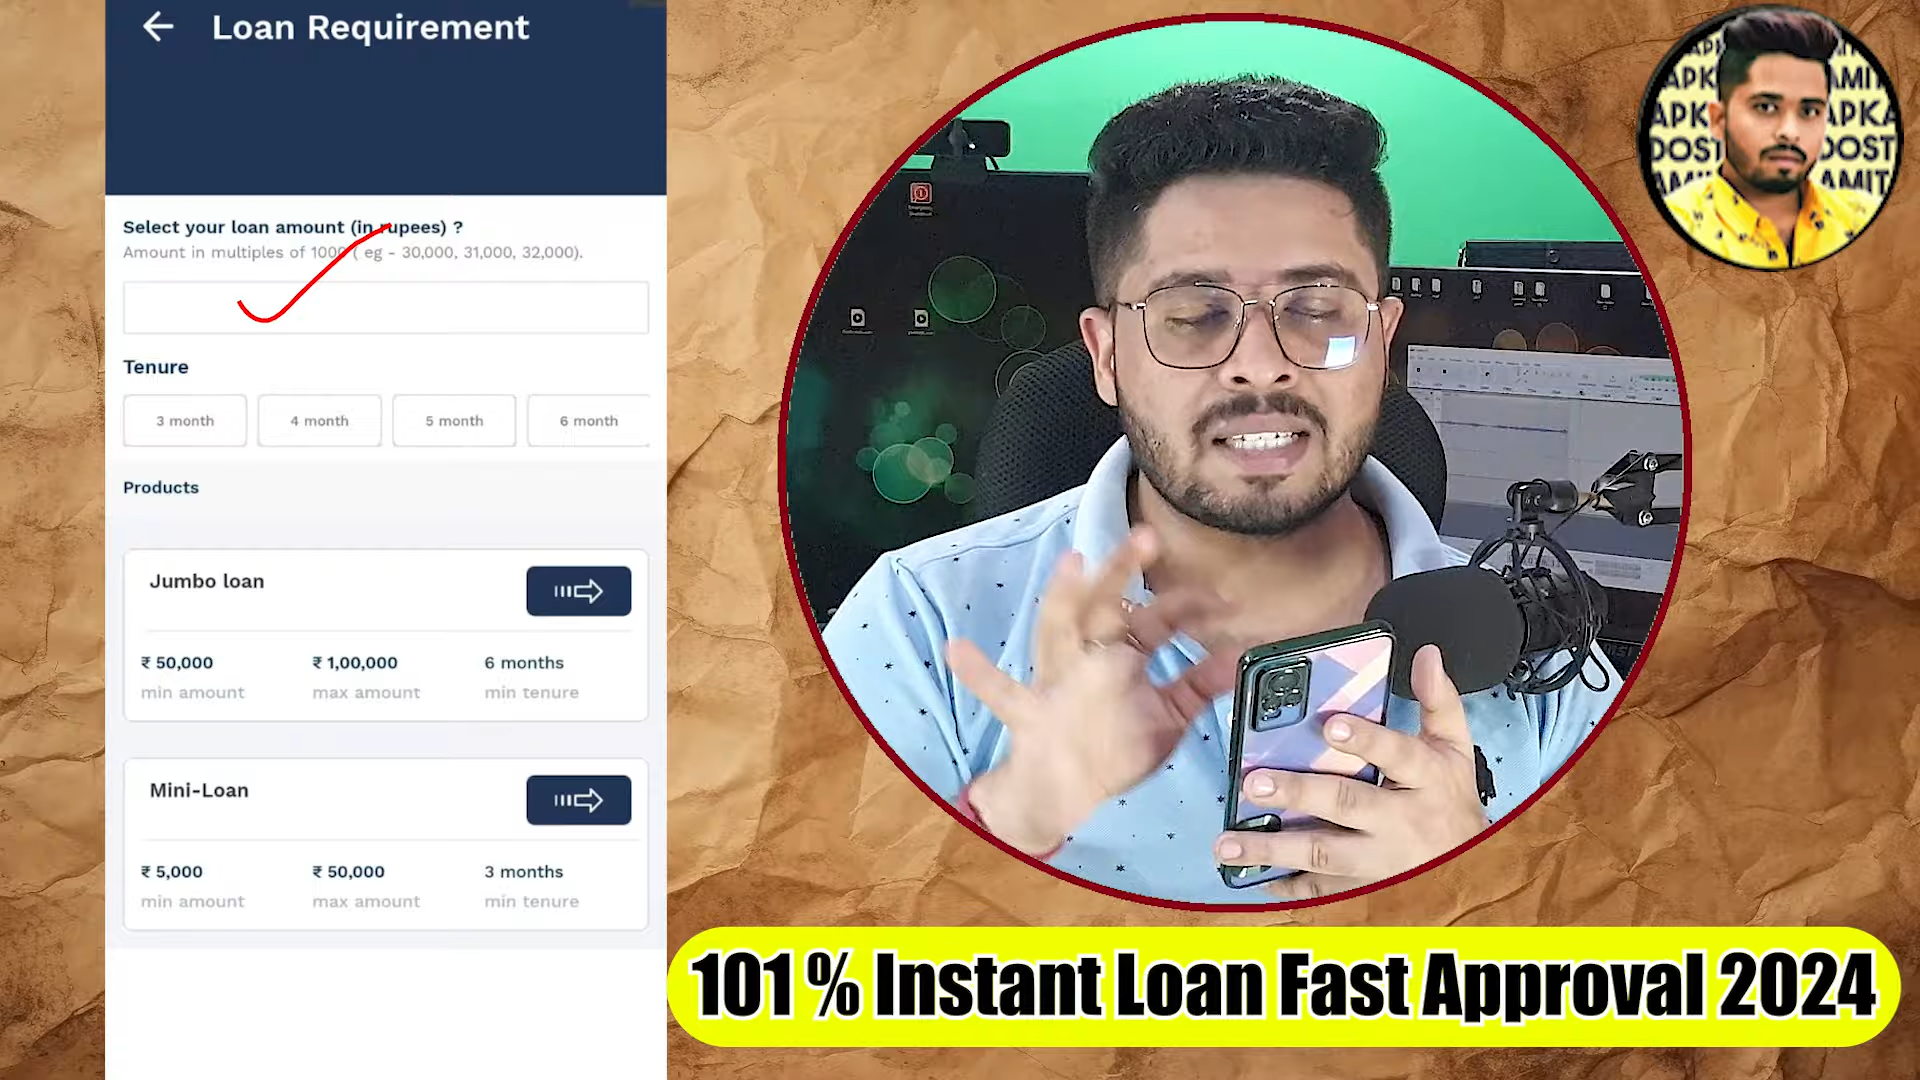 Loan Requirement
Select your loan amount (in rupees) ?
Amount in multiples of 1000 ( eg - 30,000, 31,000, 32,000).
Tenure
3 month
4 month
5 month
6 month
Products
Jumbo loan
₹ 50,000
₹ 1,00,000
6 months
min amount
max amount
min tenure
Mini-Loan
₹ 5,000
₹ 50,000
3 months
min amount
max amount
min tenure
APKA
DOST
AMIT
101 % Instant Loan Fast Approval 2024